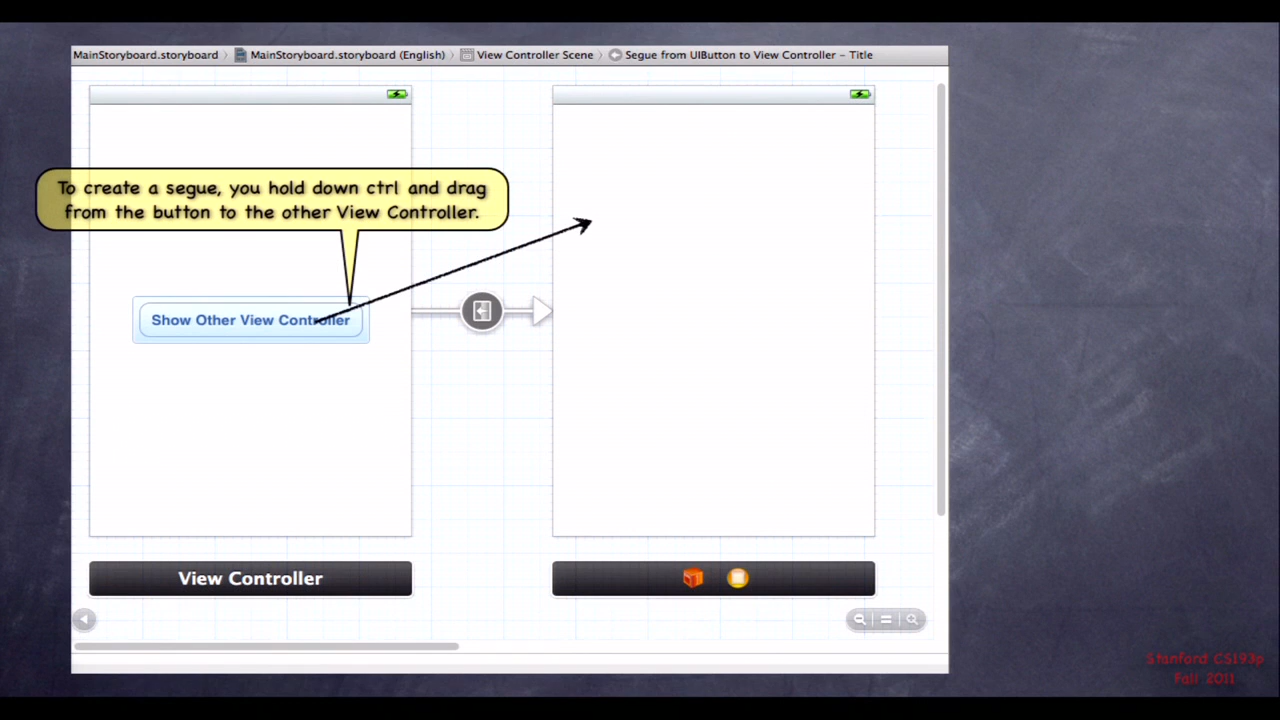 MainStoryboard.storyboard MainStoryboard.storyboard (English) View Controller Scene Segue from UIButton to View Controller – Title
To create a segue, you hold down ctrl and drag
from the button to the other View Controller.
Show Other View Controller
View Controller
Stanford CS193p
Fall 2011